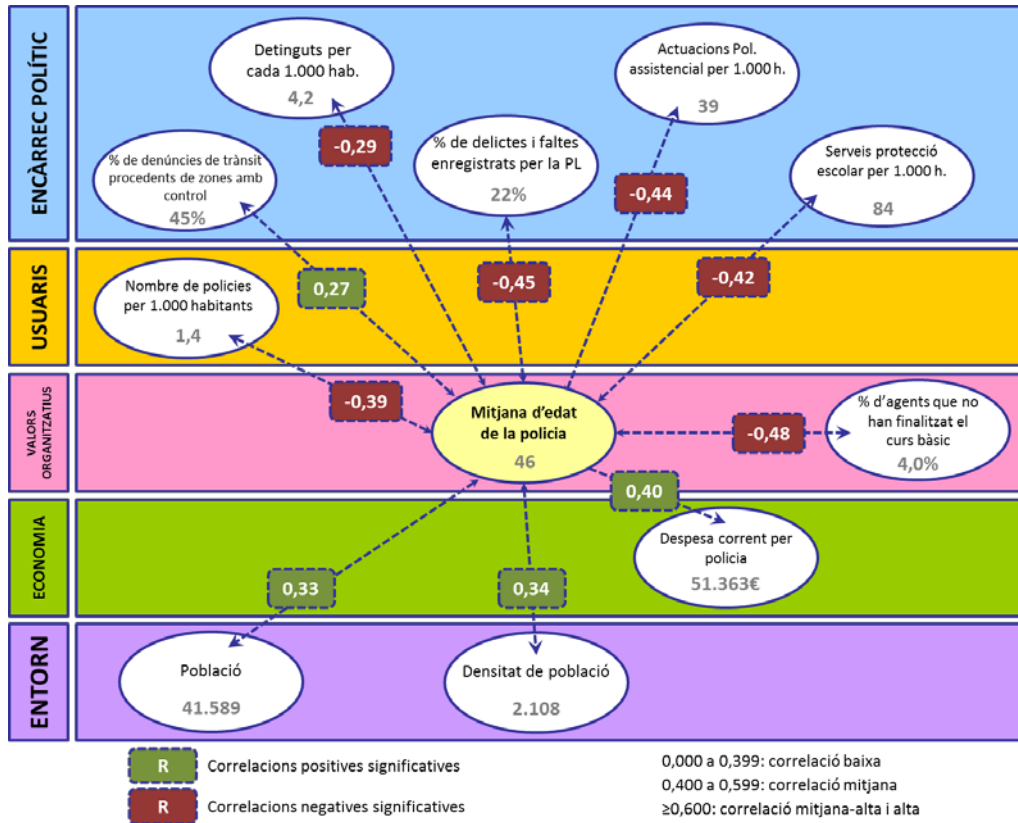 ENCÀRREC POLÍTIC
Detinguts per
cada 1.000 hab.
4,2
Actuacions Pol.
assistencial per 1.000 h.
39
-0,29
% de delictes i faltes
enregistrats per la PL
22%
% de denúncies de trànsit
procedents de zones amb
control
45%
-0,44
Serveis protecció
escolar per 1.000 h.
84
USUARIS
Nombre de policies
per 1.000 habitants
1,4
0,27
-0,45
-0,42
VALORS
ORGANITZATIUS
-0,39
Mitjana d'edat
de la policia
46
-0,48
% d'agents que no
han finalitzat el
curs bàsic
4,0%
0,40
ECONOMIA
Despesa corrent per
policia
51.363€
0,33
0,34
ENTORN
Població
41.589
Densitat de població
2.108
R Correlacions positives significatives
R Correlacions negatives significatives
0,000 a 0,399: correlació baixa
0,400 a 0,599: correlació mitjana
≥0,600: correlació mitjana-alta i alta